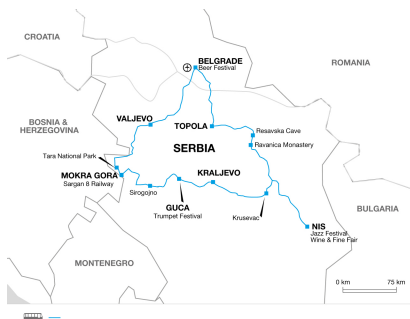 CROATIA
BELGRADE
Beer Festival
ROMANIA
BOSNIA &
HERZEGOVINA
VALJEVO
TOPOLA
Resavska Cave
Ravanica Monastery
SERBIA
Tara National Park
MOKRA GORA
Sargan 8 Railway
KRALJEVO
Sirogojno
GUCA
Trumpet Festival
Krusevac
BULGARIA
NIS
Jazz Festival
Wine & Fine Fair
MONTENEGRO
0 km 75 km